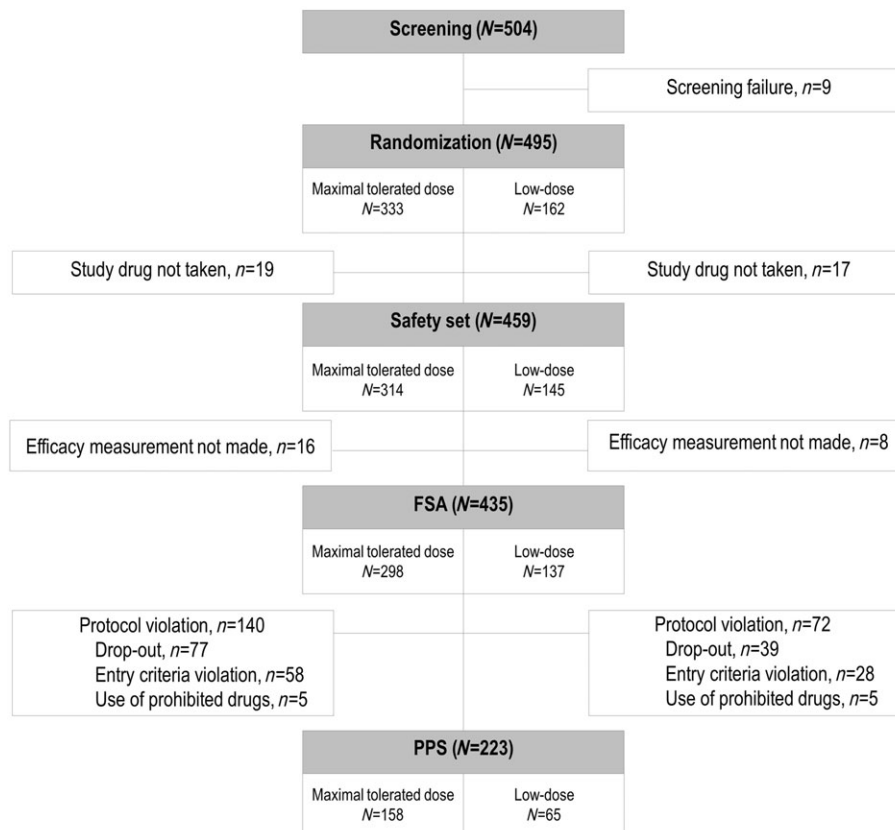 Screening (N=504)
Screening failure, n=9
Randomization (N=495)
Maximal tolerated dose
N=333
Low-dose
N=162
Study drug not taken, n=19
Study drug not taken, n=17
Safety set (N=459)
Maximal tolerated dose
N=314
Low-dose
N=145
Efficacy measurement not made, n=16
Efficacy measurement not made, n=8
FSA (N=435)
Maximal tolerated dose
N=298
Low-dose
N=137
Protocol violation, n=140
Drop-out, n=77
Entry criteria violation, n=58
Use of prohibited drugs, n=5
Protocol violation, n=72
Drop-out, n=39
Entry criteria violation, n=28
Use of prohibited drugs, n=5
PPS (N=223)
Maximal tolerated dose
N=158
Low-dose
N=65